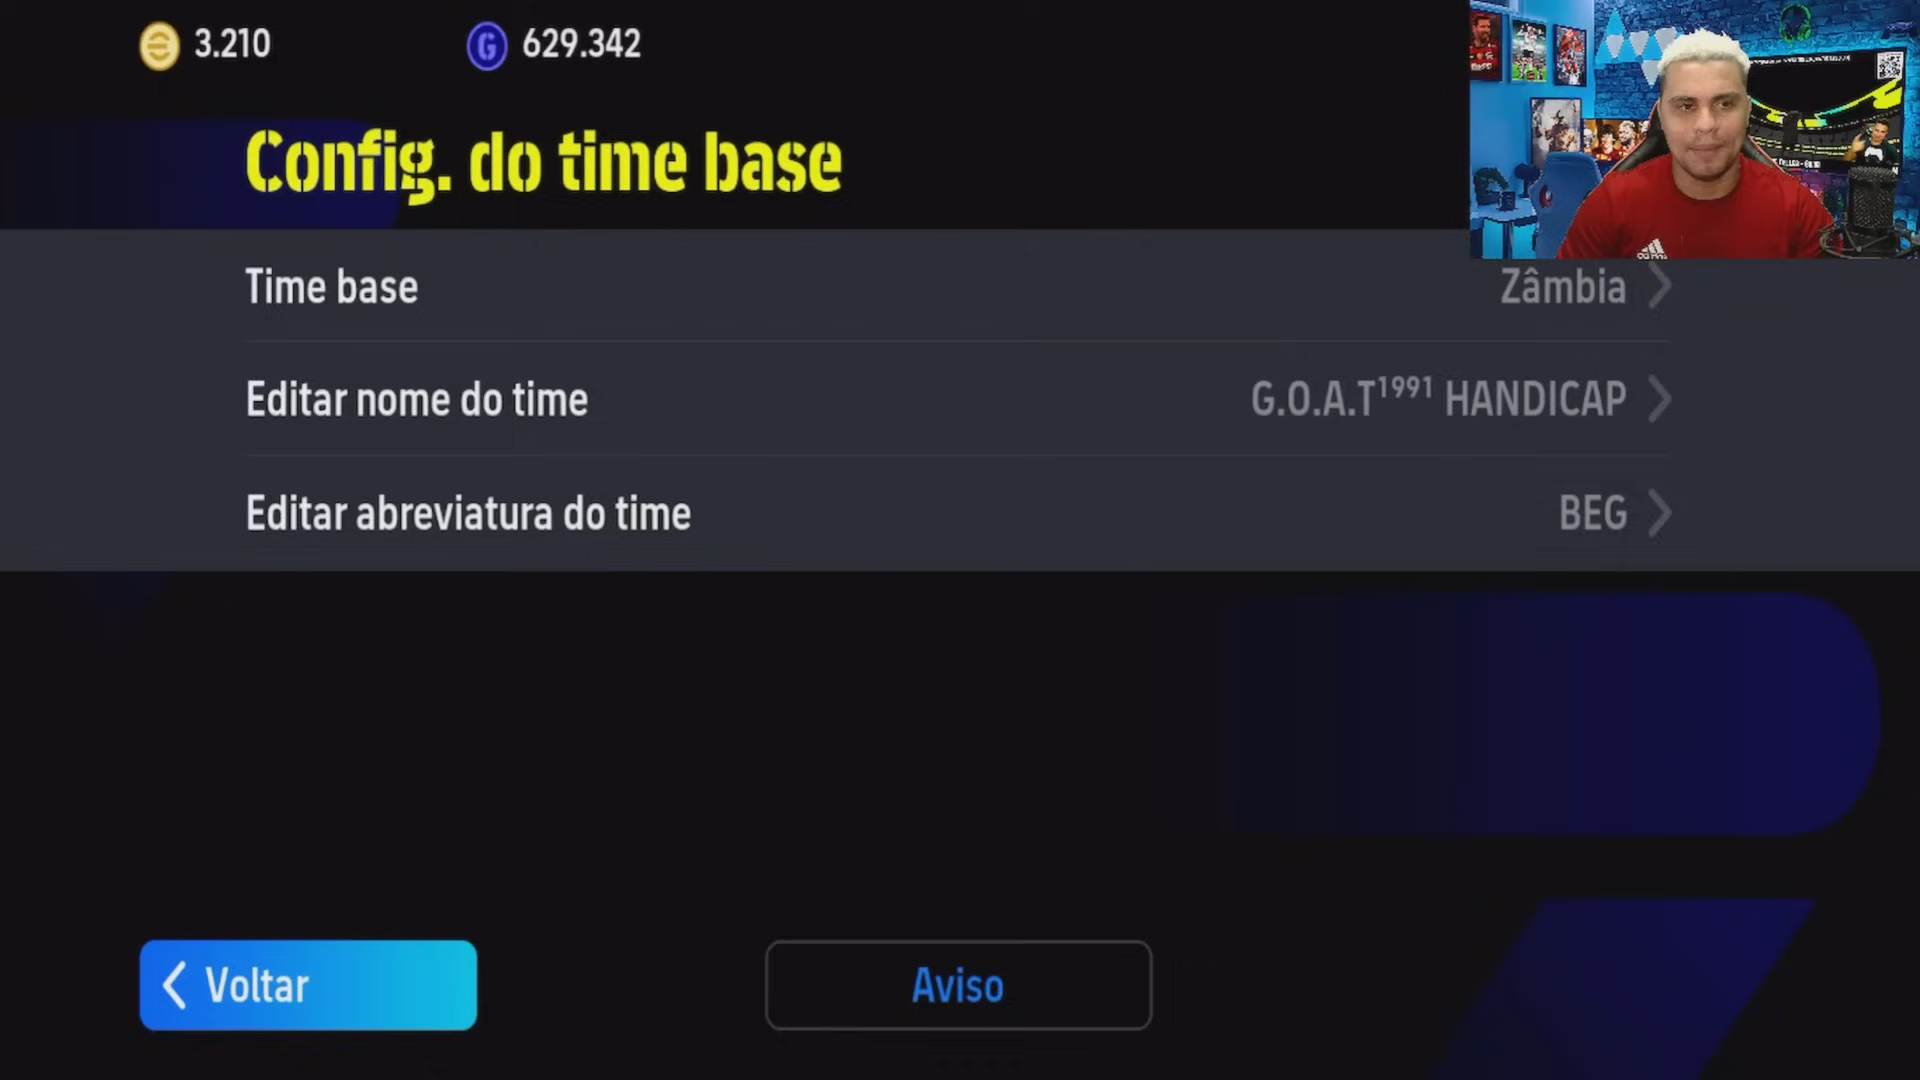 3.210
629.342
Config. do time base
Time base
Zâmbia
Editar nome do time
G.O.A.T¹⁹⁹¹ HANDICAP
Editar abreviatura do time
BEG
Voltar
Aviso